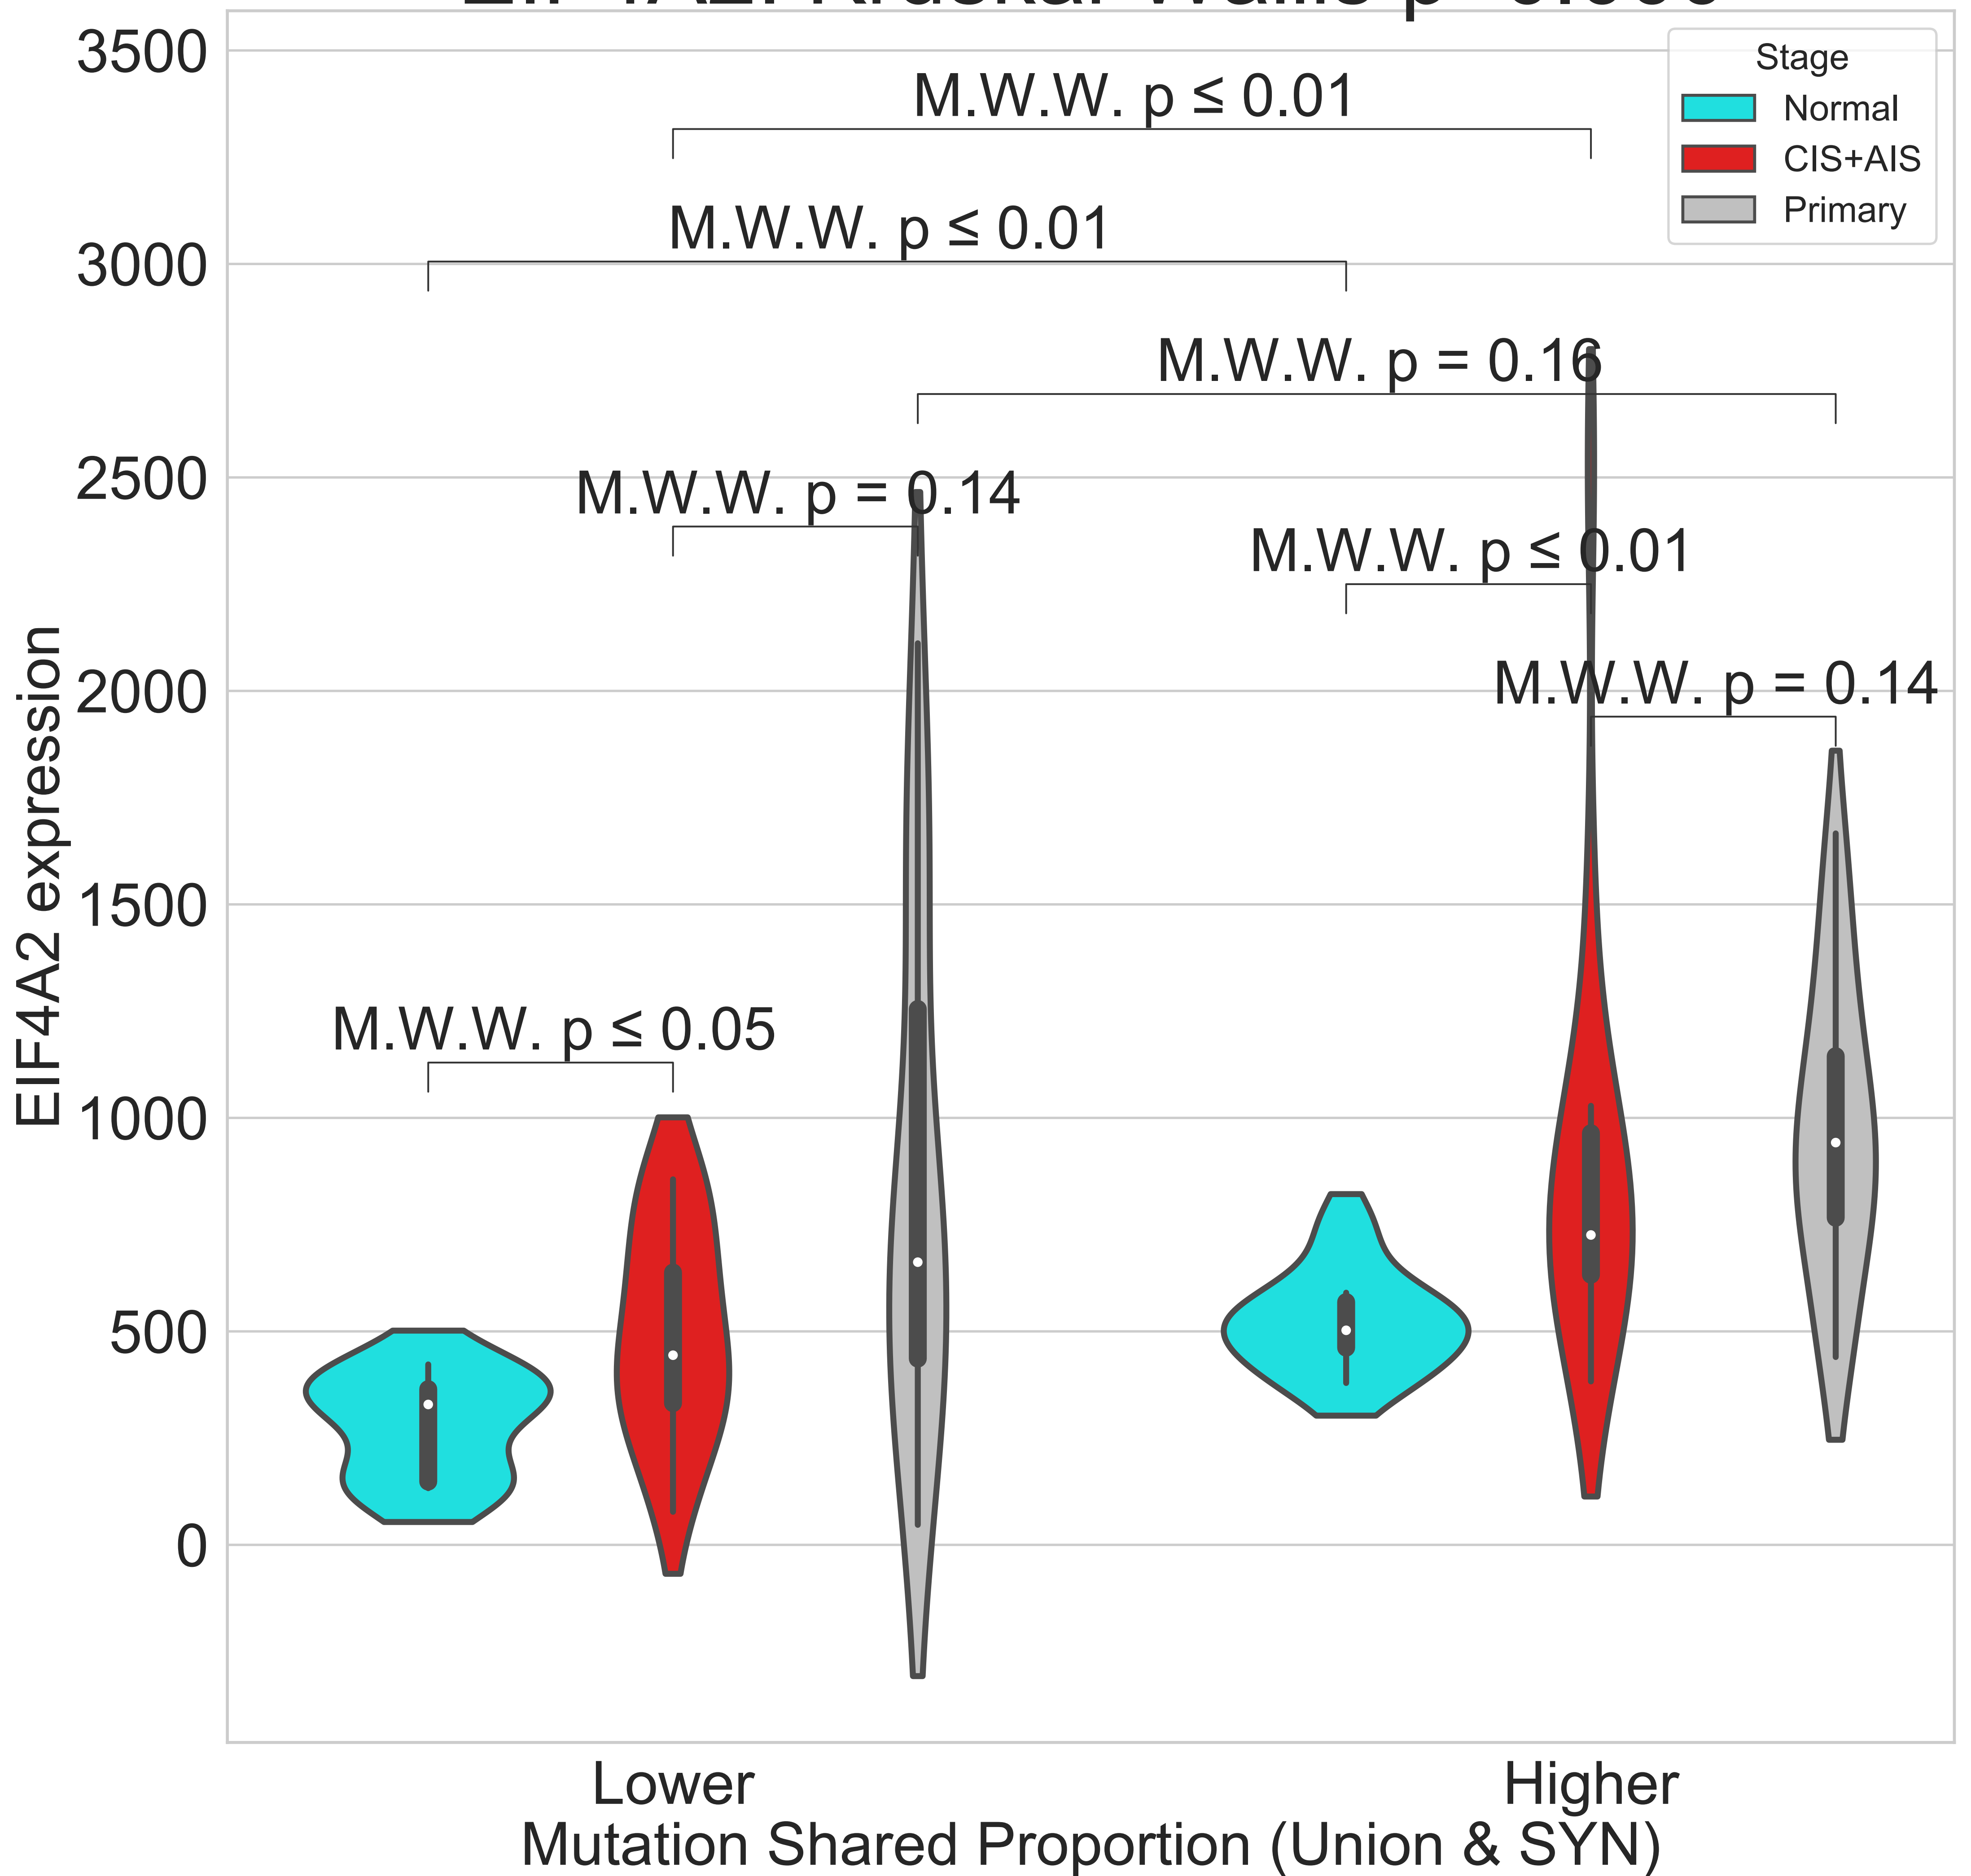 3500
3000
2500
2000
1500
1000
500
0
EIF4A2 expression
Stage
Normal
CIS+AIS
Primary
M.W.W. p ≤ 0.01
M.W.W. p ≤ 0.01
M.W.W. p = 0.16
M.W.W. p = 0.14
M.W.W. p ≤ 0.01
M.W.W. p = 0.14
M.W.W. p ≤ 0.05
Lower
Higher
Mutation Shared Proportion (Union & SYN)